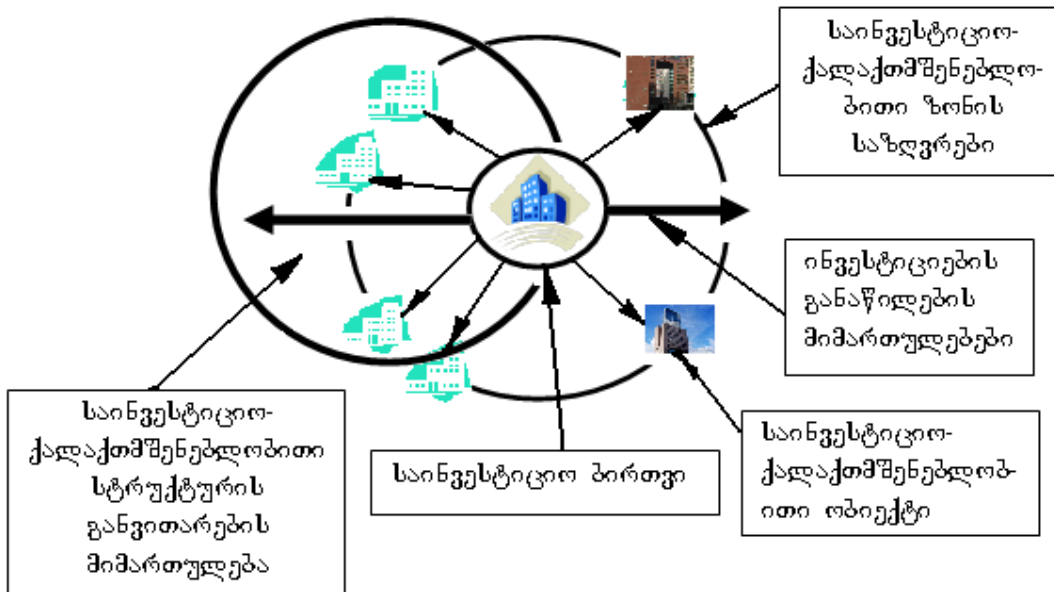 საინვესტიციო-
ქალაქთმშენებლო-
ბითი ზონის
საზღვრები
ინვესტიციების
განაწილების
მიმართულებები
საინვესტიციო-
ქალაქთმშენებლობითი
სტრუქტურის
განვითარების
მიმართულება
საინვესტიციო ბირთვი
საინვესტიციო-
ქალაქთმშენებლობ-
ითი ობიექტი